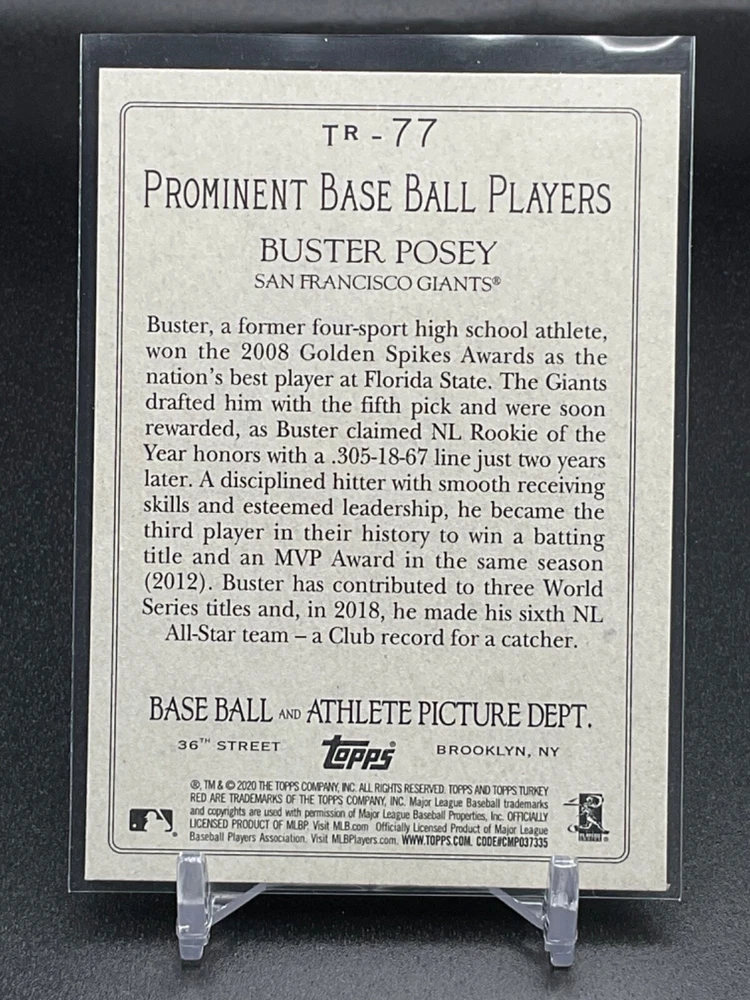 TR - 77
PROMINENT BASE BALL PLAYERS
BUSTER POSEY
SAN FRANCISCO GIANTS®
Buster, a former four-sport high school athlete,
won the 2008 Golden Spikes Awards as the
nation's best player at Florida State. The Giants
drafted him with the fifth pick and were soon
rewarded, as Buster claimed NL Rookie of the
Year honors with a .305-18-67 line just two years
later. A disciplined hitter with smooth receiving
skills and esteemed leadership, he became the
third player in their history to win a batting
title and an MVP Award in the same season
(2012). Buster has contributed to three World
Series titles and, in 2018, he made his sixth NL
All-Star team – a Club record for a catcher.
BASE BALL AND ATHLETE PICTURE DEPT.
36TH STREET topps BROOKLYN, NY
®, TM & © 2020 THE TOPPS COMPANY, INC. ALL RIGHTS RESERVED. TOPPS AND TOPPS TURKEY
RED ARE TRADEMARKS OF THE TOPPS COMPANY, INC. Major League Baseball trademarks
and copyrights are used with permission of Major League Baseball Properties, Inc. OFFICIALLY
LICENSED PRODUCT OF MLBP. Visit MLB.com Officially Licensed Product of Major League
Baseball Players Association. Visit MLBPlayers.com. WWW.TOPPS.COM. CODE#CMP037335